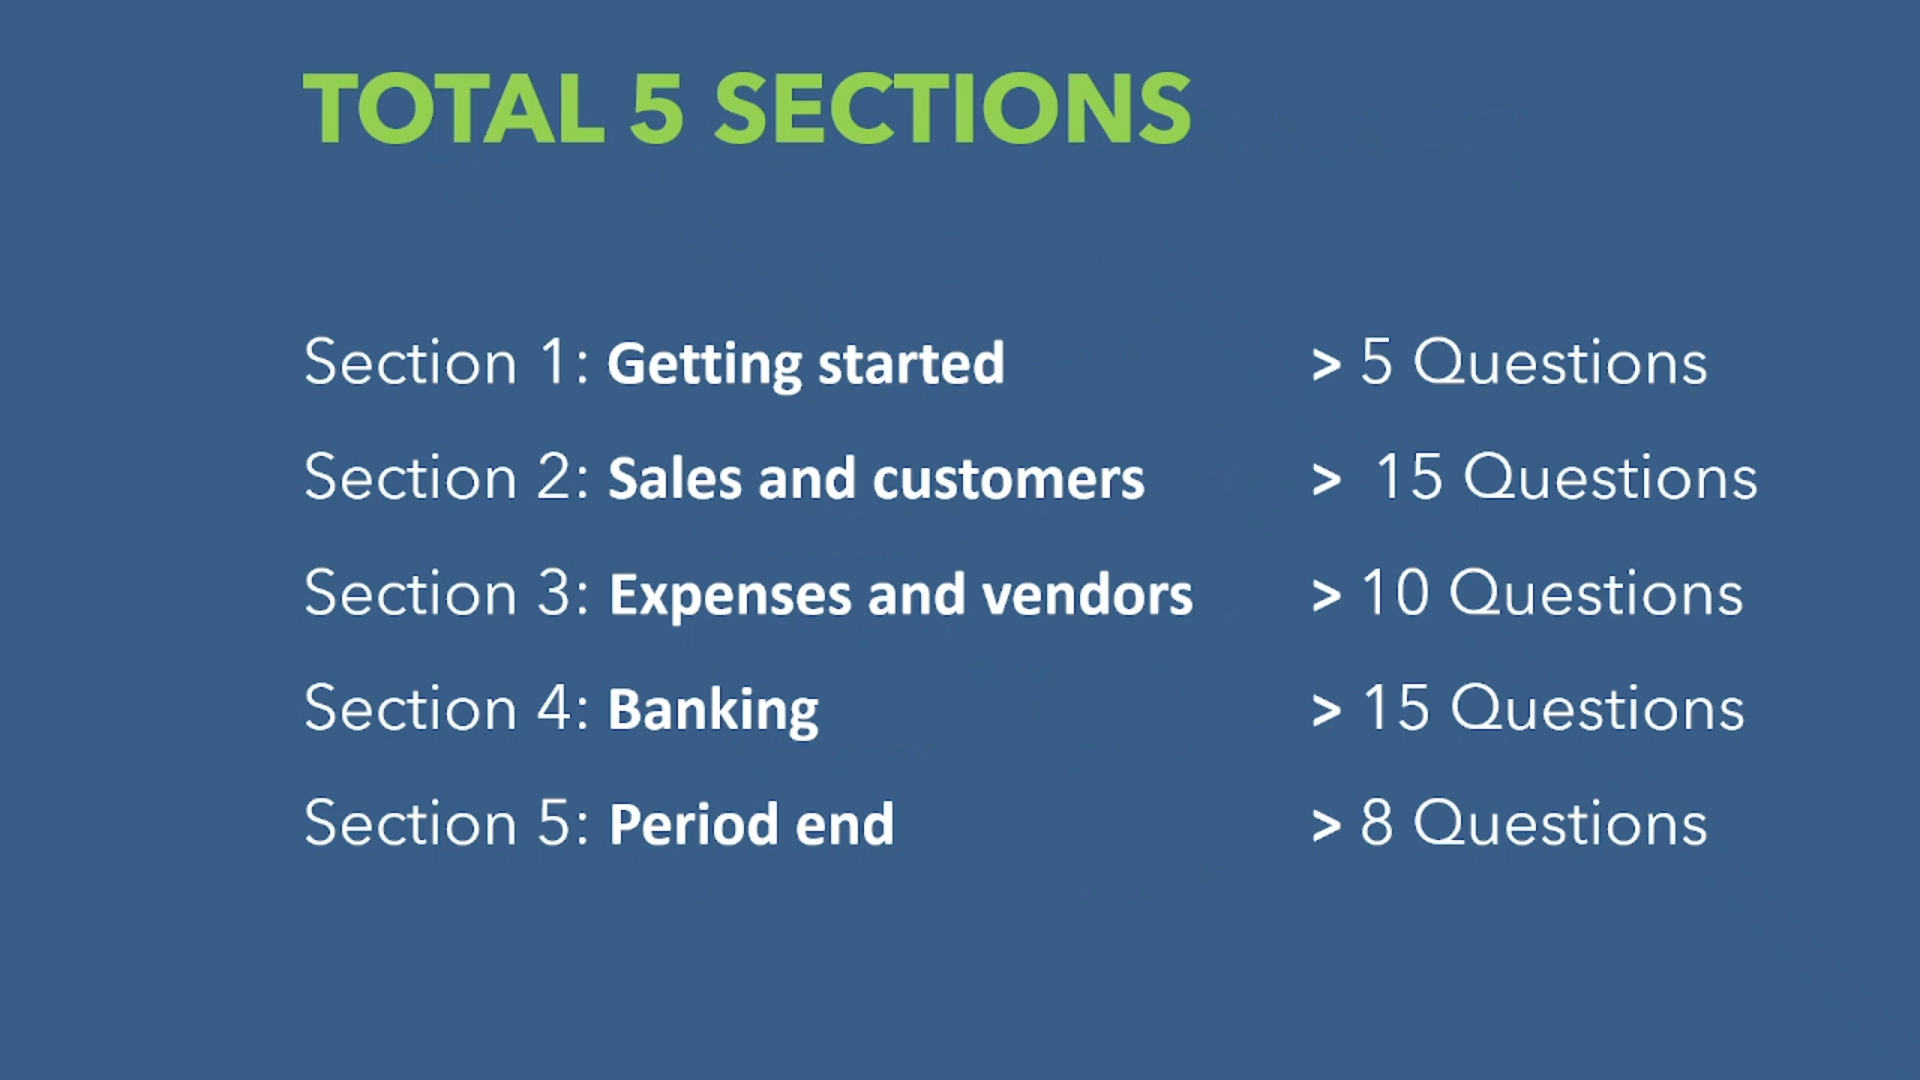 TOTAL 5 SECTIONS
Section 1: Getting started > 5 Questions
Section 2: Sales and customers > 15 Questions
Section 3: Expenses and vendors > 10 Questions
Section 4: Banking > 15 Questions
Section 5: Period end > 8 Questions